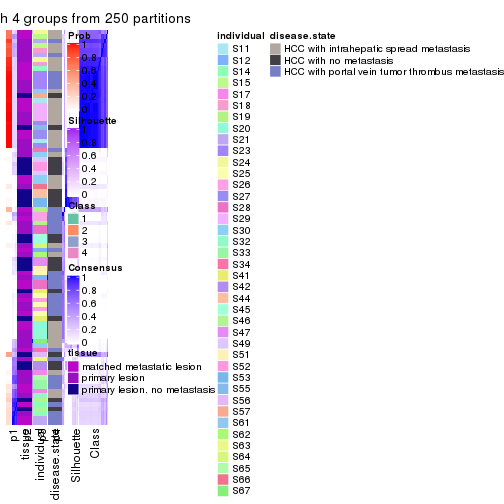 h 4 groups from 250 partitions
Prob
1
0.8
0.6
0.4
0.2
0
Silhouette
1
0.8
0.6
0.4
0.2
0
Class
1
2
3
4
Consensus
1
0.8
0.6
0.4
0.2
0
tissue
matched metastatic lesion
primary lesion
primary lesion. no metastasis
individual
S11
S12
S14
S15
S17
S18
S19
S20
S21
S23
S24
S25
S26
S27
S28
S29
S30
S32
S33
S34
S41
S42
S44
S45
S46
S47
S49
S51
S52
S53
S55
S56
S57
S61
S62
S63
S64
S65
S66
S67
disease.state
HCC with intrahepatic spread metastasis
HCC with no metastasis
HCC with portal vein tumor thrombus metastasis
p1
tissue
individual
disease.state
Silhouette
Class